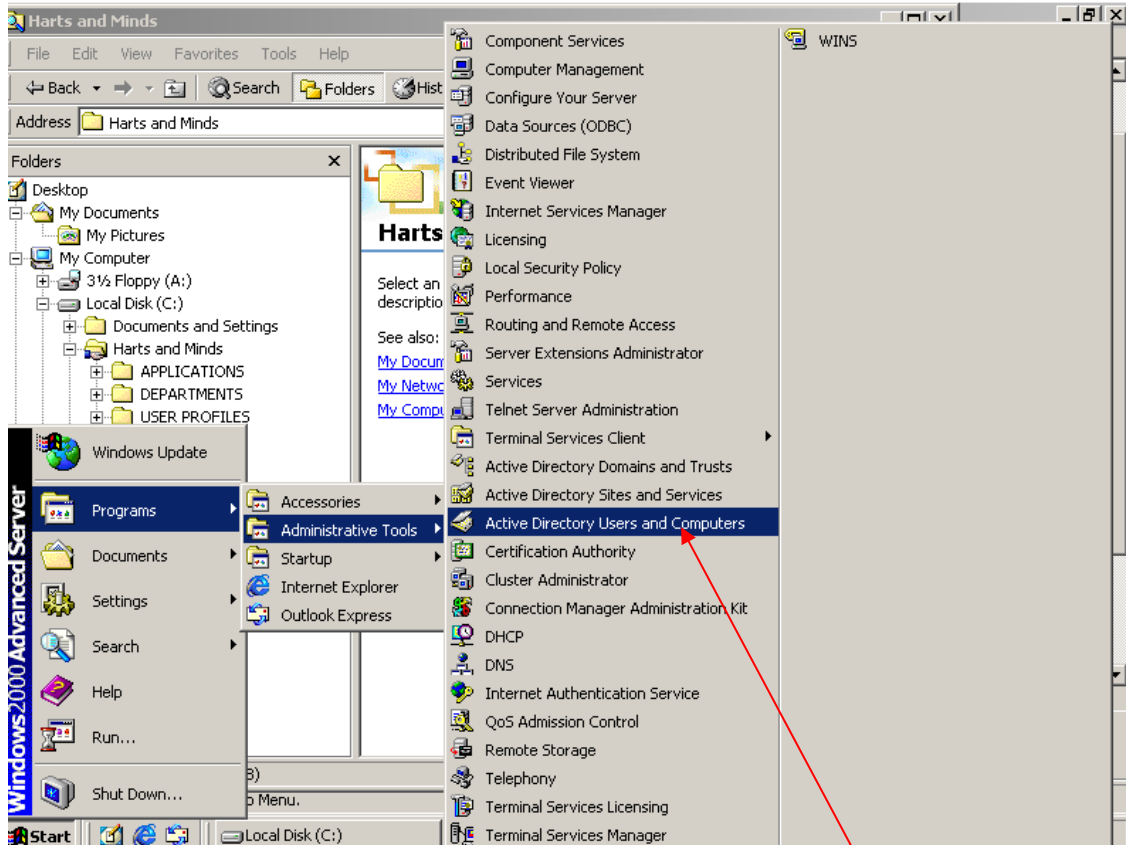 Harts and Minds
File Edit View Favorites Tools Help
Back Search Folders Hist
Address Harts and Minds
Folders
Desktop
My Documents
My Pictures
My Computer
3½ Floppy (A:)
Local Disk (C:)
Documents and Settings
Harts and Minds
APPLICATIONS
DEPARTMENTS
USER PROFILES
Harts
Select an
descriptio
See also:
My Docum
My Netwo
My Compu
Windows 2000 Advanced Server
Windows Update
Programs
Documents
Settings
Search
Help
Run...
Shut Down...
Accessories
Administrative Tools
Startup
Internet Explorer
Outlook Express
Component Services
Computer Management
Configure Your Server
Data Sources (ODBC)
Distributed File System
Event Viewer
Internet Services Manager
Licensing
Local Security Policy
Performance
Routing and Remote Access
Server Extensions Administrator
Services
Telnet Server Administration
Terminal Services Client
Active Directory Domains and Trusts
Active Directory Sites and Services
Active Directory Users and Computers
Certification Authority
Cluster Administrator
Connection Manager Administration Kit
DHCP
DNS
Internet Authentication Service
QoS Admission Control
Remote Storage
Telephony
Terminal Services Licensing
Terminal Services Manager
WINS
B)
o Menu.
Start Local Disk (C:)